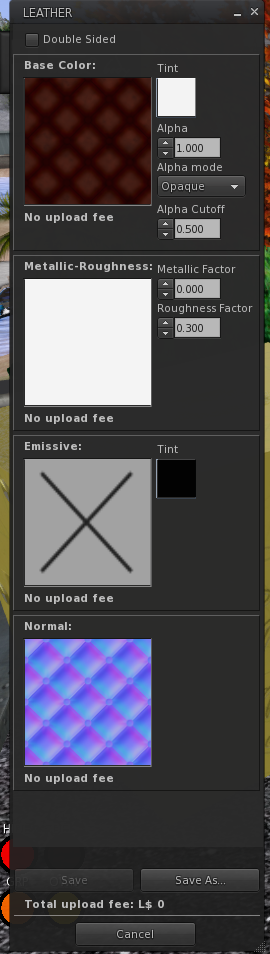 LEATHER
Double Sided
Base Color:
Tint
Alpha
1.000
Alpha mode
Opaque
No upload fee
Alpha Cutoff
0.500
Metallic-Roughness:
Metallic Factor
0.000
Roughness Factor
0.300
No upload fee
Emissive:
Tint
No upload fee
Normal:
No upload fee
Save
Save As...
Total upload fee: L$ 0
Cancel